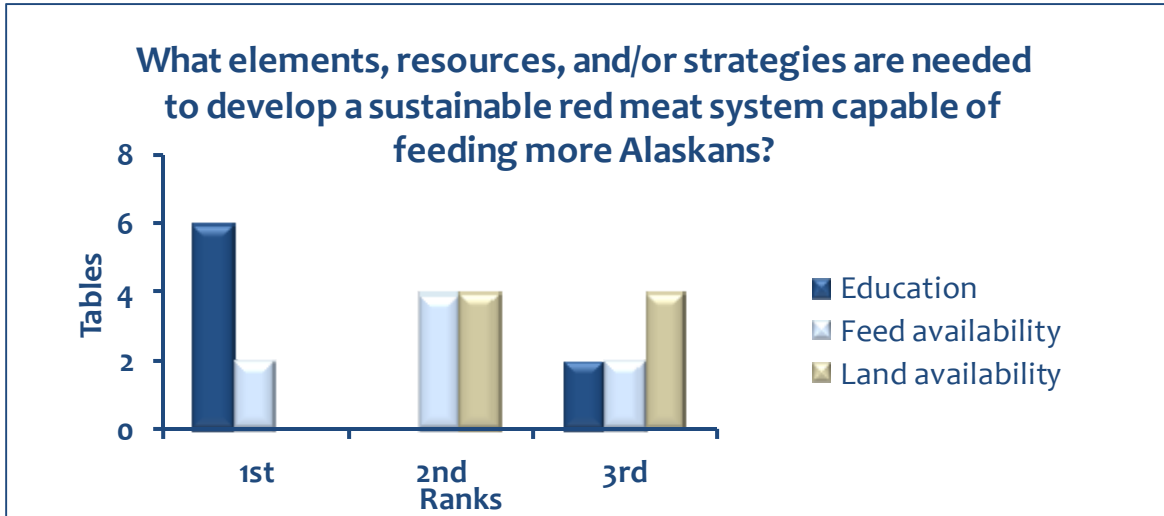 What elements, resources, and/or strategies are needed
to develop a sustainable red meat system capable of
feeding more Alaskans?
8
6
4
2
0
Tables
1st
2nd
3rd
Ranks
Education
Feed availability
Land availability